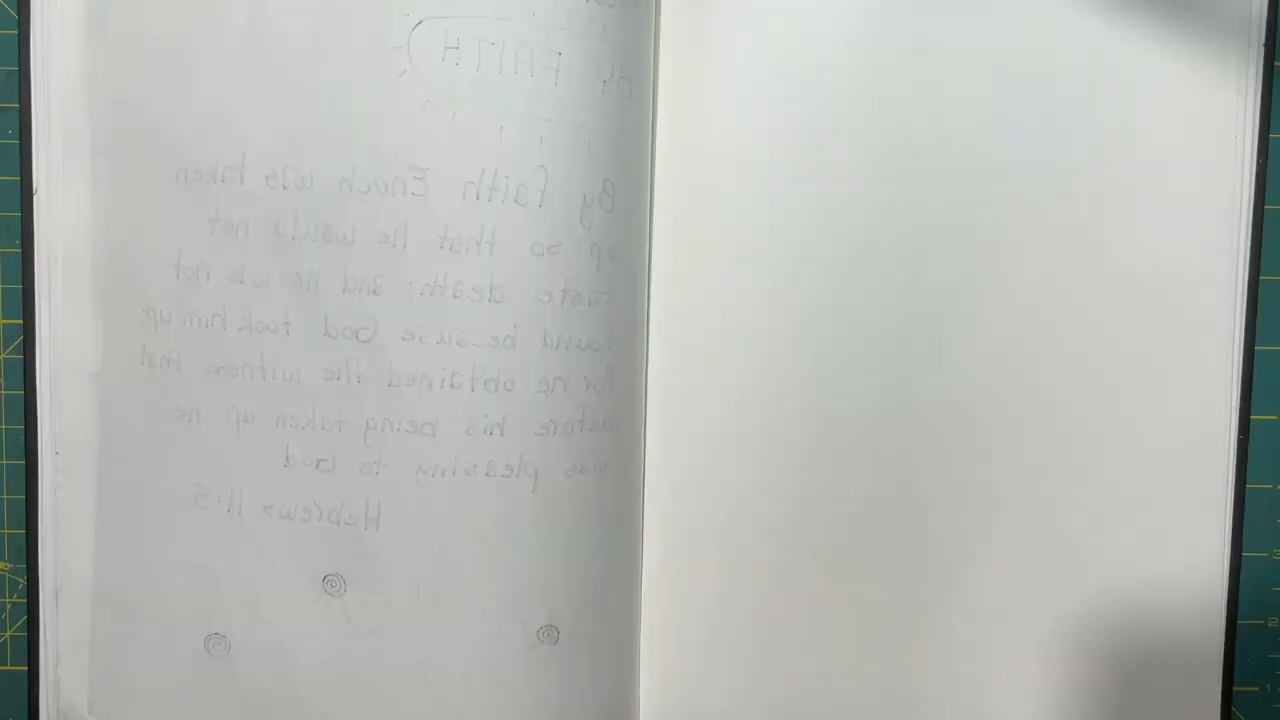 By FAITH
By Faith Enoch was taken
up so that he would not
taste death; and he was not
found because God took him up
for he obtained the witness that
before his being taken up he
was pleasing to God
Hebrews 11:5